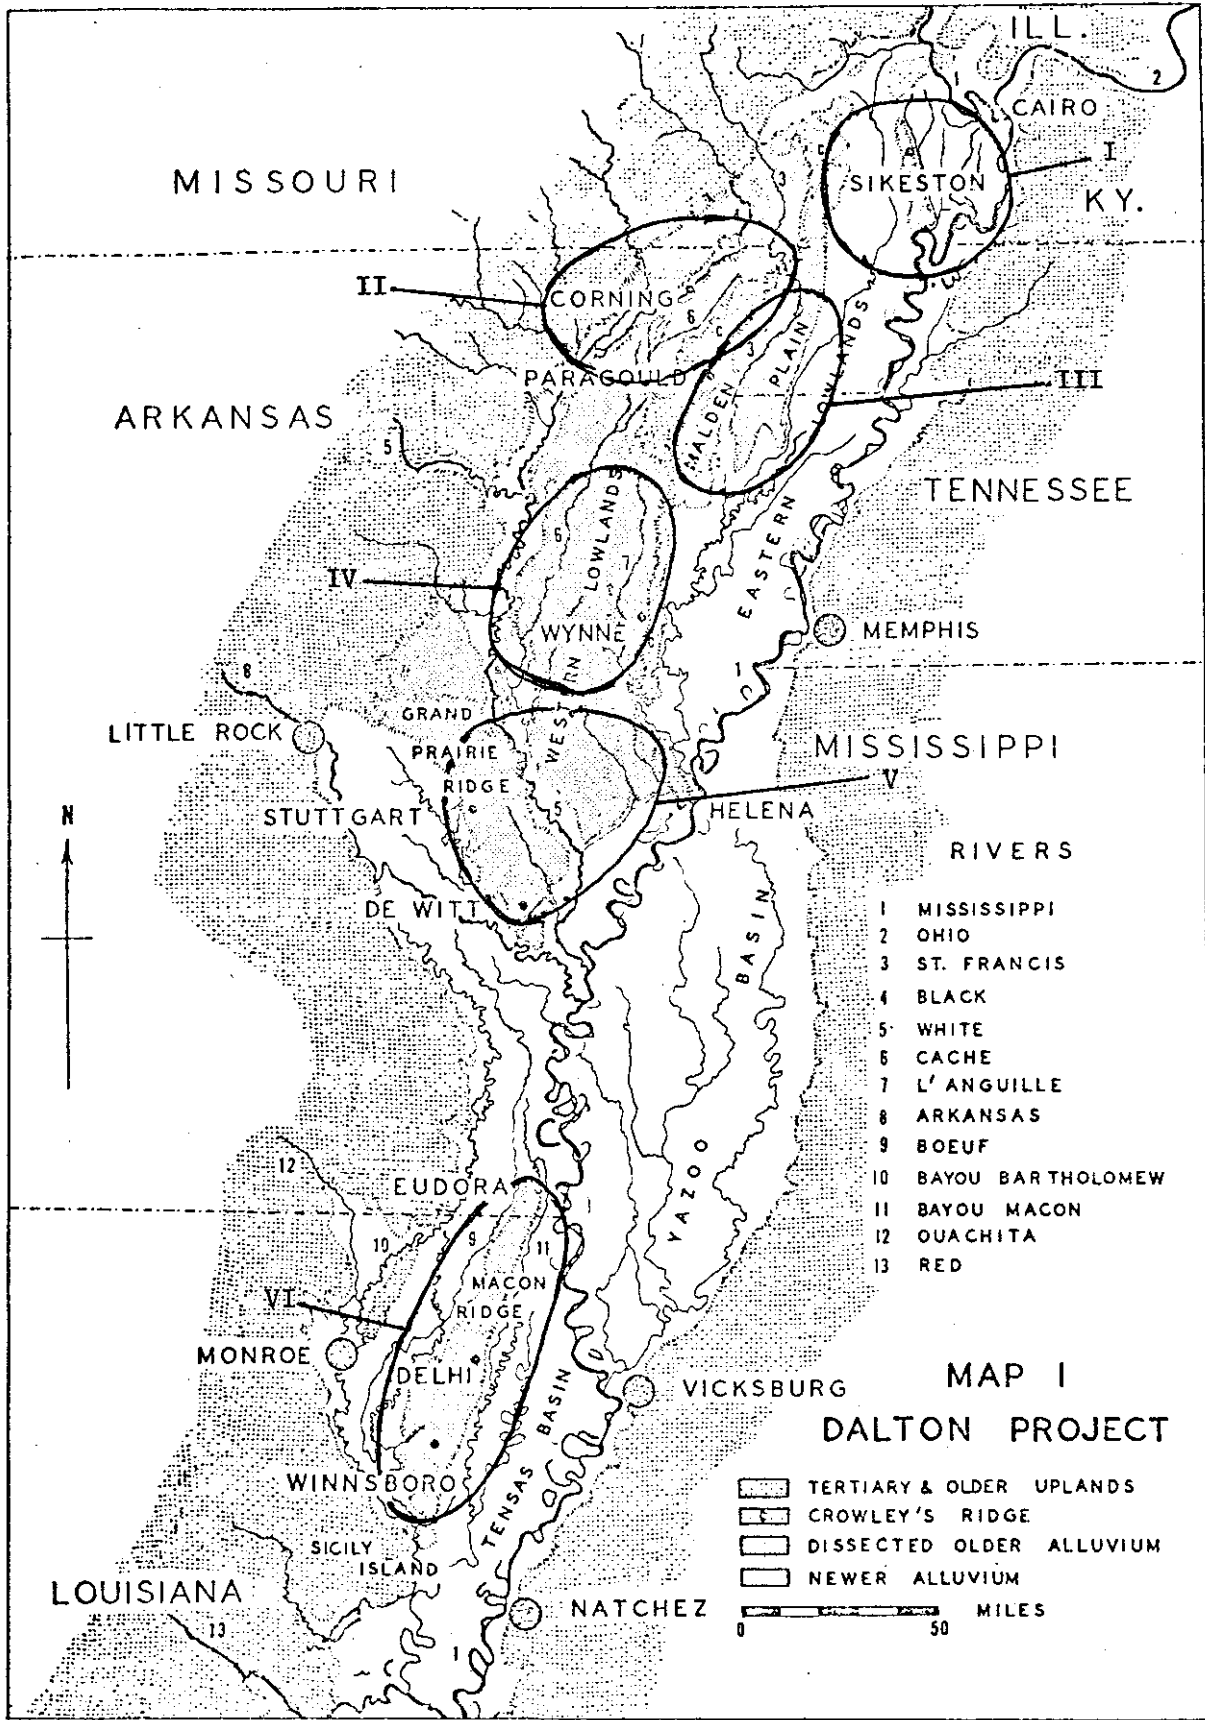 ILL.
1
2
CAIRO
MISSOURI
C
I
3
SIKESTON
KY.
II
CORNING
6
C
3
PARAGOULD
MALDEN
PLAIN
LOWLANDS
III
ARKANSAS
5
TENNESSEE
6
LOWLANDS
7
EASTERN
IV
WYNNE
C
MEMPHIS
WESTERN
1
8
GRAND
PRAIRIE
RIDGE
LITTLE ROCK
MISSISSIPPI
V
5
STUTTGART
HELENA
N
DE WITT
YAZOO BASIN
RIVERS
1 MISSISSIPPI
2 OHIO
3 ST. FRANCIS
4 BLACK
5 WHITE
6 CACHE
7 L'ANGUILLE
8 ARKANSAS
9 BOEUF
10 BAYOU BARTHOLOMEW
11 BAYOU MACON
12 OUACHITA
13 RED
12
EUDORA
10
9
11
MACON
RIDGE
VI
MONROE
DELHI
VICKSBURG
MAP I
DALTON PROJECT
WINNSBORO
TENSAS BASIN
TERTIARY & OLDER UPLANDS
C CROWLEY'S RIDGE
DISSECTED OLDER ALLUVIUM
NEWER ALLUVIUM
MILES
0 50
SICILY
ISLAND
LOUISIANA
NATCHEZ
13
1